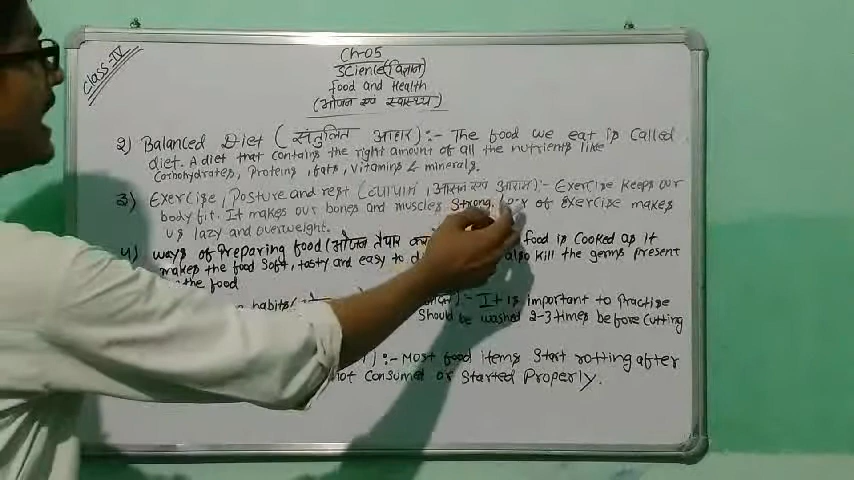 Class-IV
Ch-05
Science (विज्ञान)
Food and Health
(भोजन एवं स्वास्थ्य)
2) Balanced Diet (संतुलित आहार):- The food we eat is Called
diet. A diet that contains the right amount of all the nutrients like
Carbohydrates, Proteins, fats, Vitamins & minerals.
3) Exercise, Posture and rest (व्यायाम, आसन एवं आराम):- Exercise keeps our
body fit. It makes our bones and muscles Strong. of Exercise makes
us lazy and overweight.
4) Ways of Preparing food (भोजन तैयार food is Cooked as it
makes the food Soft, tasty and easy to also kill the germs present
the food
habits :- It is important to Practise
Should be washed 2-3 times before Cutting
:- Most food items Start rotting after
not Consumed or Started Properly.